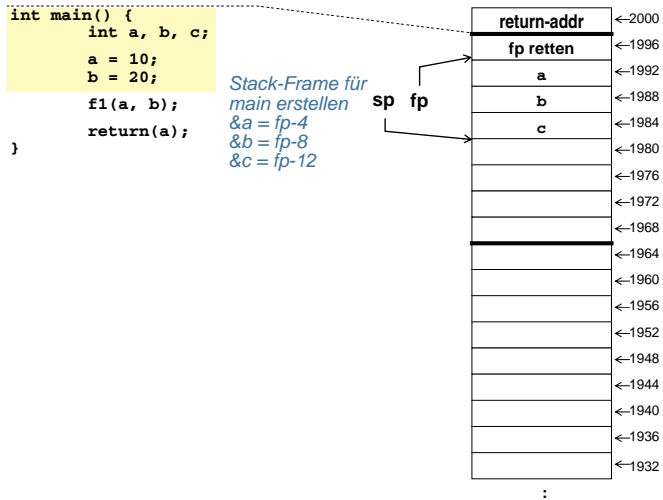 int main() {
int a, b, c;
a = 10;
b = 20;
f1(a, b);
return(a);
}
Stack-Frame für
main erstellen
&a = fp-4
&b = fp-8
&c = fp-12
sp fp
return-addr
fp retten
a
b
c
2000
1996
1992
1988
1984
1980
1976
1972
1968
1964
1960
1956
1952
1948
1944
1940
1936
1932
: